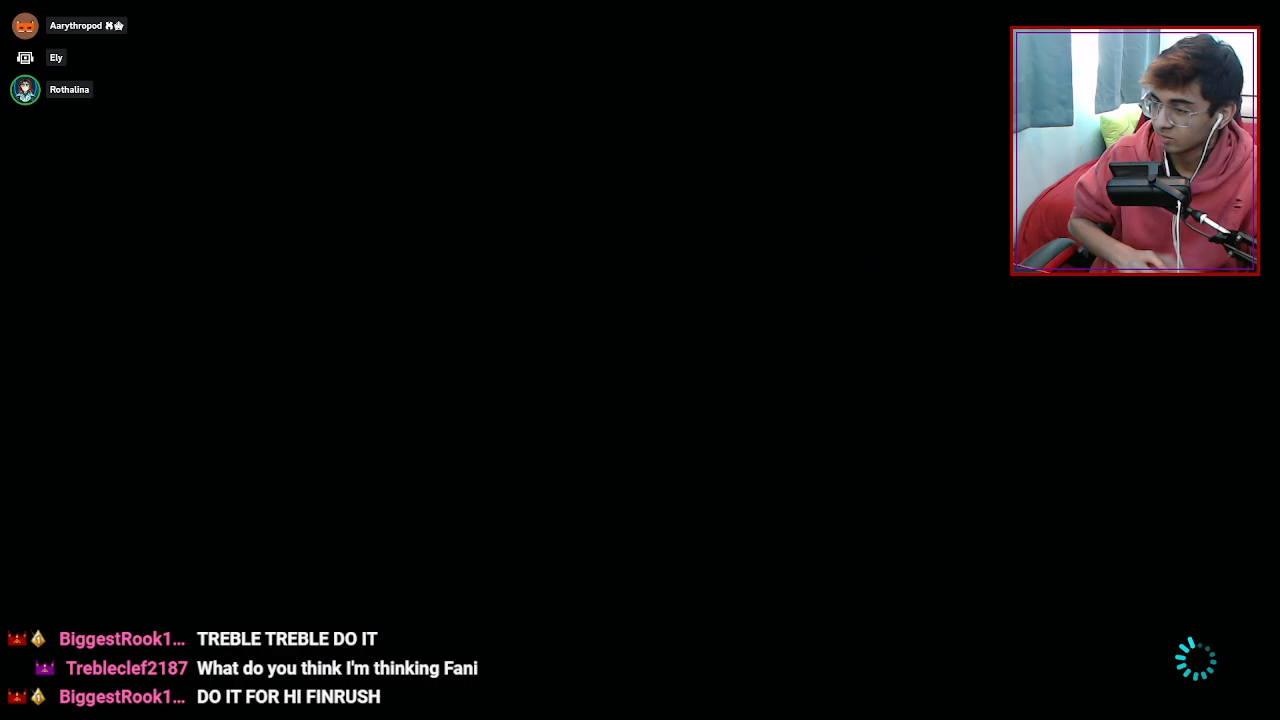 Aarythropod
Ely
Rothalina
BiggestRook1... TREBLE TREBLE DO IT
Trebleclef2187 What do you think I'm thinking Fani
BiggestRook1... DO IT FOR HI FINRUSH